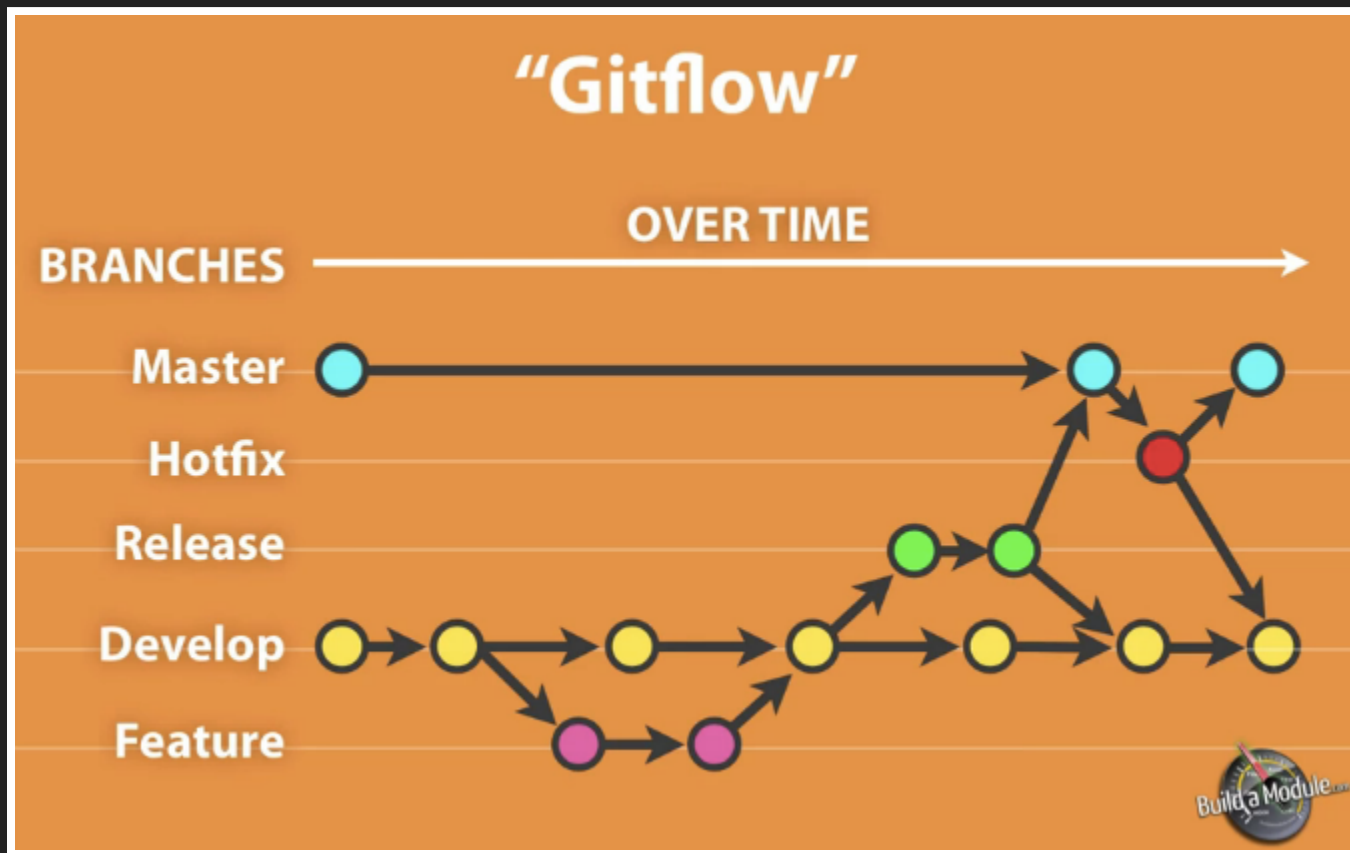 “Gitflow”
OVER TIME
BRANCHES
Master
Hotfix
Release
Develop
Feature
Build a Module